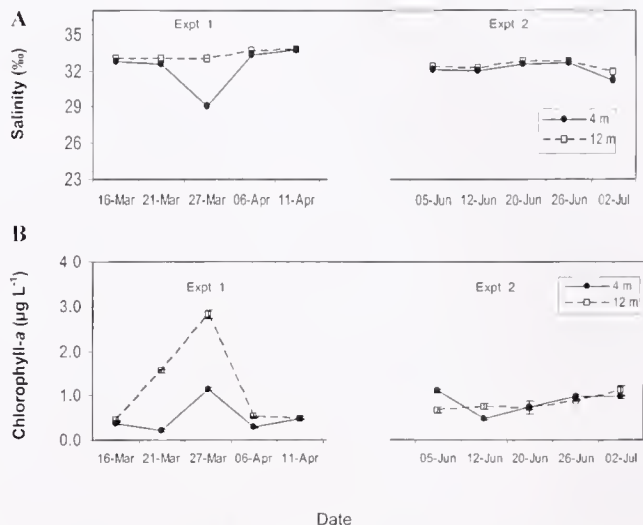 A
Expt 1
Expt 2
Salinity (‰)
35
32
29
26
23
4 m
12 m
16-Mar 21-Mar 27-Mar 06-Apr 11-Apr
05-Jun 12-Jun 20-Jun 26-Jun 02-Jul
B
Expt 1
Expt 2
Chlorophyll-a (µg L-1)
4.0
3.0
2.0
1.0
0.0
4 m
12 m
16-Mar 21-Mar 27-Mar 06-Apr 11-Apr
05-Jun 12-Jun 20-Jun 26-Jun 02-Jul
Date